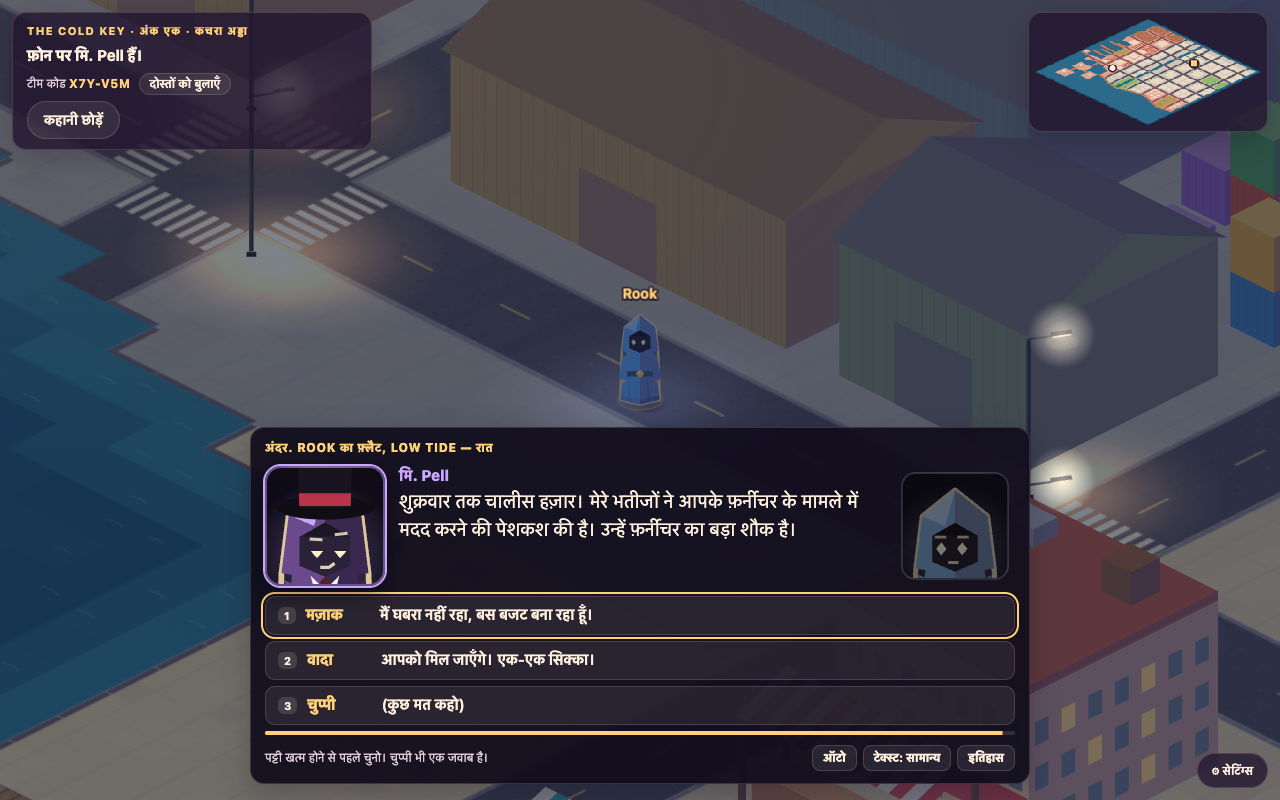 THE COLD KEY · अंक एक · कचरा अड्डा
फ़ोन पर मि. Pell हैं।
टीम कोड X7Y-V5M दोस्तों को बुलाएँ
कहानी छोड़ें
Rook
अंदर. ROOK का फ़्लैट, LOW TIDE — रात
मि. Pell
शुक्रवार तक चालीस हज़ार। मेरे भतीजों ने आपके फ़र्नीचर के मामले में
मदद करने की पेशकश की है। उन्हें फ़र्नीचर का बड़ा शौक है।
1 मज़ाक मैं घबरा नहीं रहा, बस बजट बना रहा हूँ।
2 वादा आपको मिल जाएँगे। एक-एक सिक्का।
3 चुप्पी (कुछ मत कहो)
पट्टी खत्म होने से पहले चुनो। चुप्पी भी एक जवाब है।
ऑटो टेक्स्ट: सामान्य इतिहास
⚙ सेटिंग्स